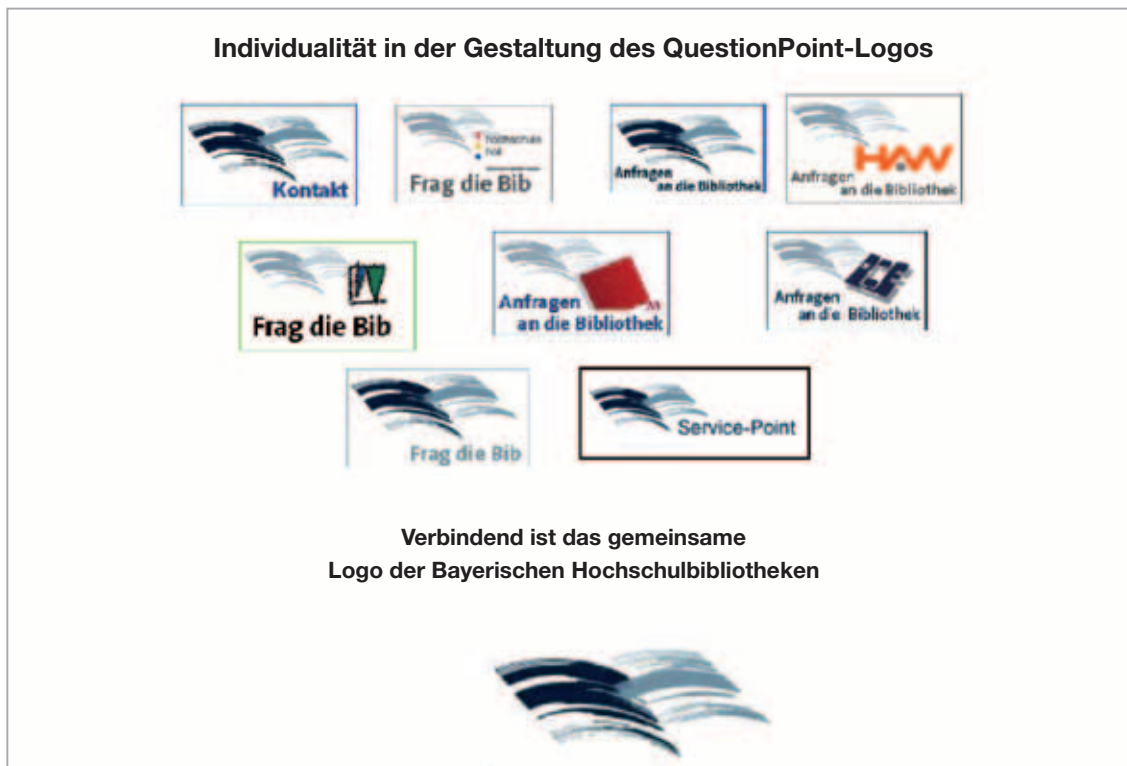 Individualität in der Gestaltung des QuestionPoint-Logos
Kontakt
hochschule
hof
Frag die Bib
Anfragen
an die Bibliothek
HAW
Anfragen
an die Bibliothek
Frag die Bib
Anfragen
an die Bibliothek
Anfragen
an die Bibliothek
Frag die Bib
Service-Point
Verbindend ist das gemeinsame
Logo der Bayerischen Hochschulbibliotheken